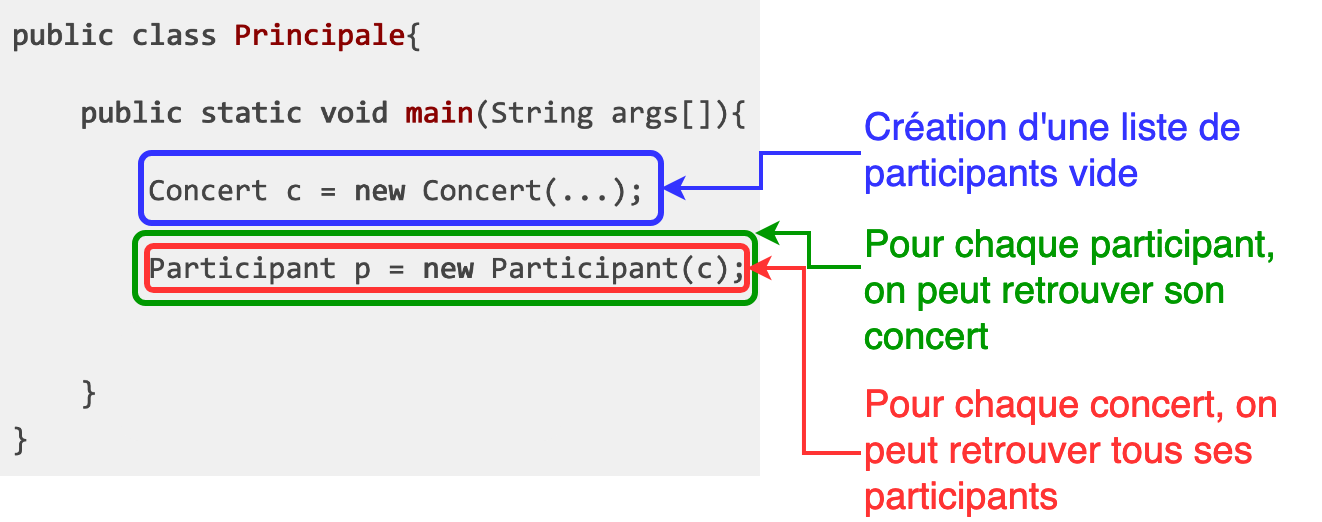 public class Principale{
public static void main(String args[]){
Concert c = new Concert(...);
Participant p = new Participant(c);
}
}
Création d'une liste de
participants vide
Pour chaque participant,
on peut retrouver son
concert
Pour chaque concert, on
peut retrouver tous ses
participants